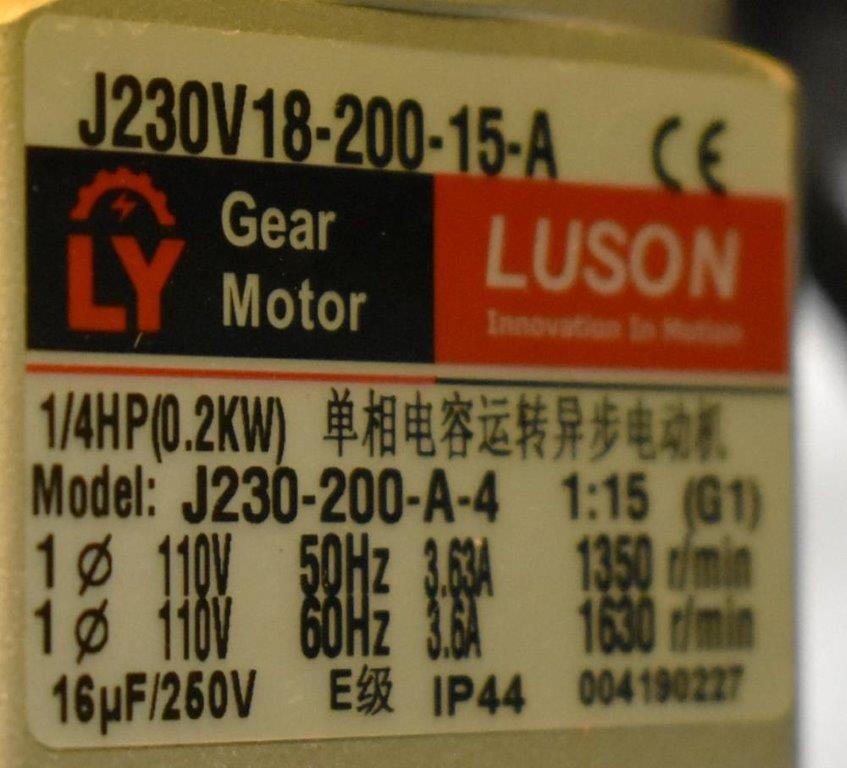 J230V18-200-15-A CE
LY Gear Motor LUSON
Innovation In Motion
1/4HP(0.2KW) 单相电容运转异步电动机
Model: J230-200-A-4 1:15 (G1)
1 Ø 110V 50Hz 3.63A 1350 r/min
1 Ø 110V 60Hz 3.6A 1630 r/min
16µF/250V E级 IP44 004190227